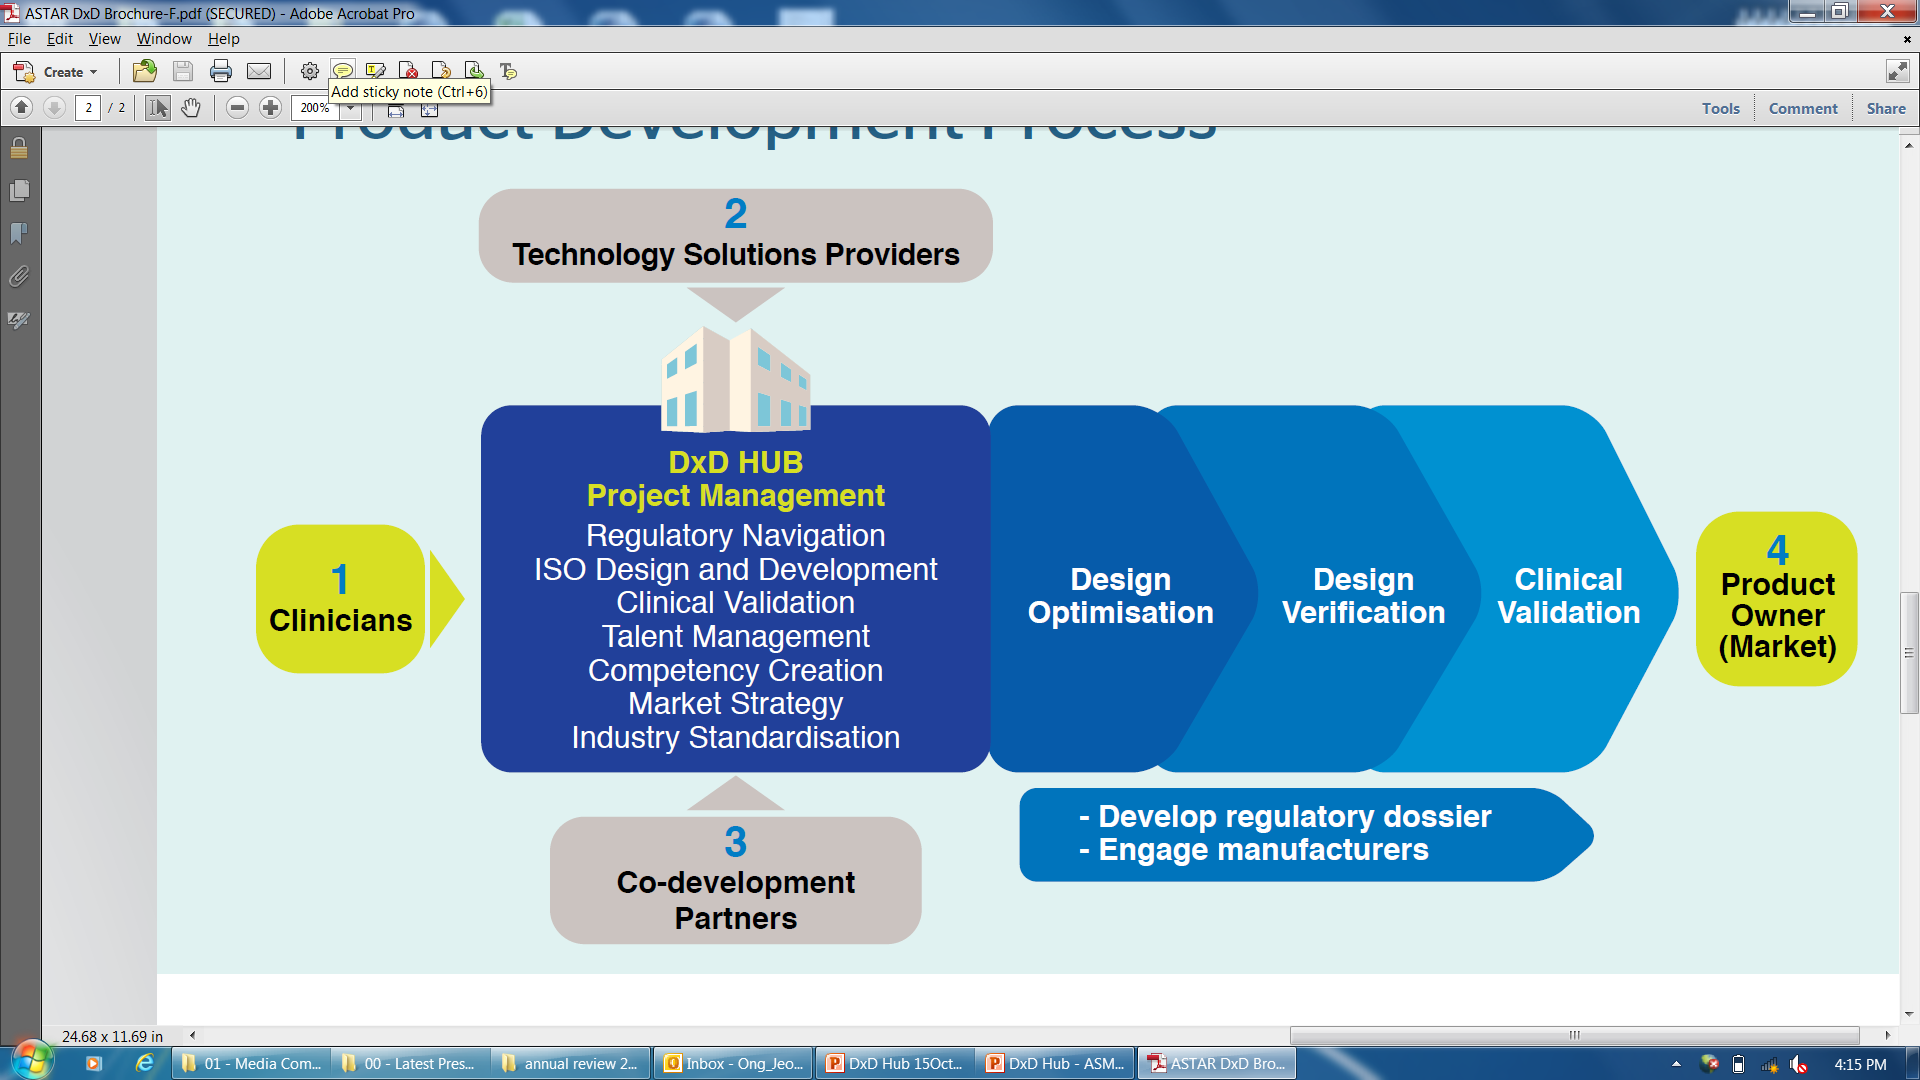 ASTAR DxD Brochure-F.pdf (SECURED) - Adobe Acrobat Pro
File Edit View Window Help
Create
Add sticky note (Ctrl+6)
2 / 2 200% Tools Comment Share
Product Development Process
2
Technology Solutions Providers
DxD HUB
Project Management
Regulatory Navigation
ISO Design and Development
Clinical Validation
Talent Management
Competency Creation
Market Strategy
Industry Standardisation
1
Clinicians
Design
Optimisation
Design
Verification
Clinical
Validation
4
Product
Owner
(Market)
- Develop regulatory dossier
- Engage manufacturers
3
Co-development
Partners
24.68 x 11.69 in
01 - Media Com... 00 - Latest Pres... annual review 2... Inbox - Ong_Jeo... DxD Hub 15Oct... DxD Hub - ASM... ASTAR DxD Bro... 4:15 PM